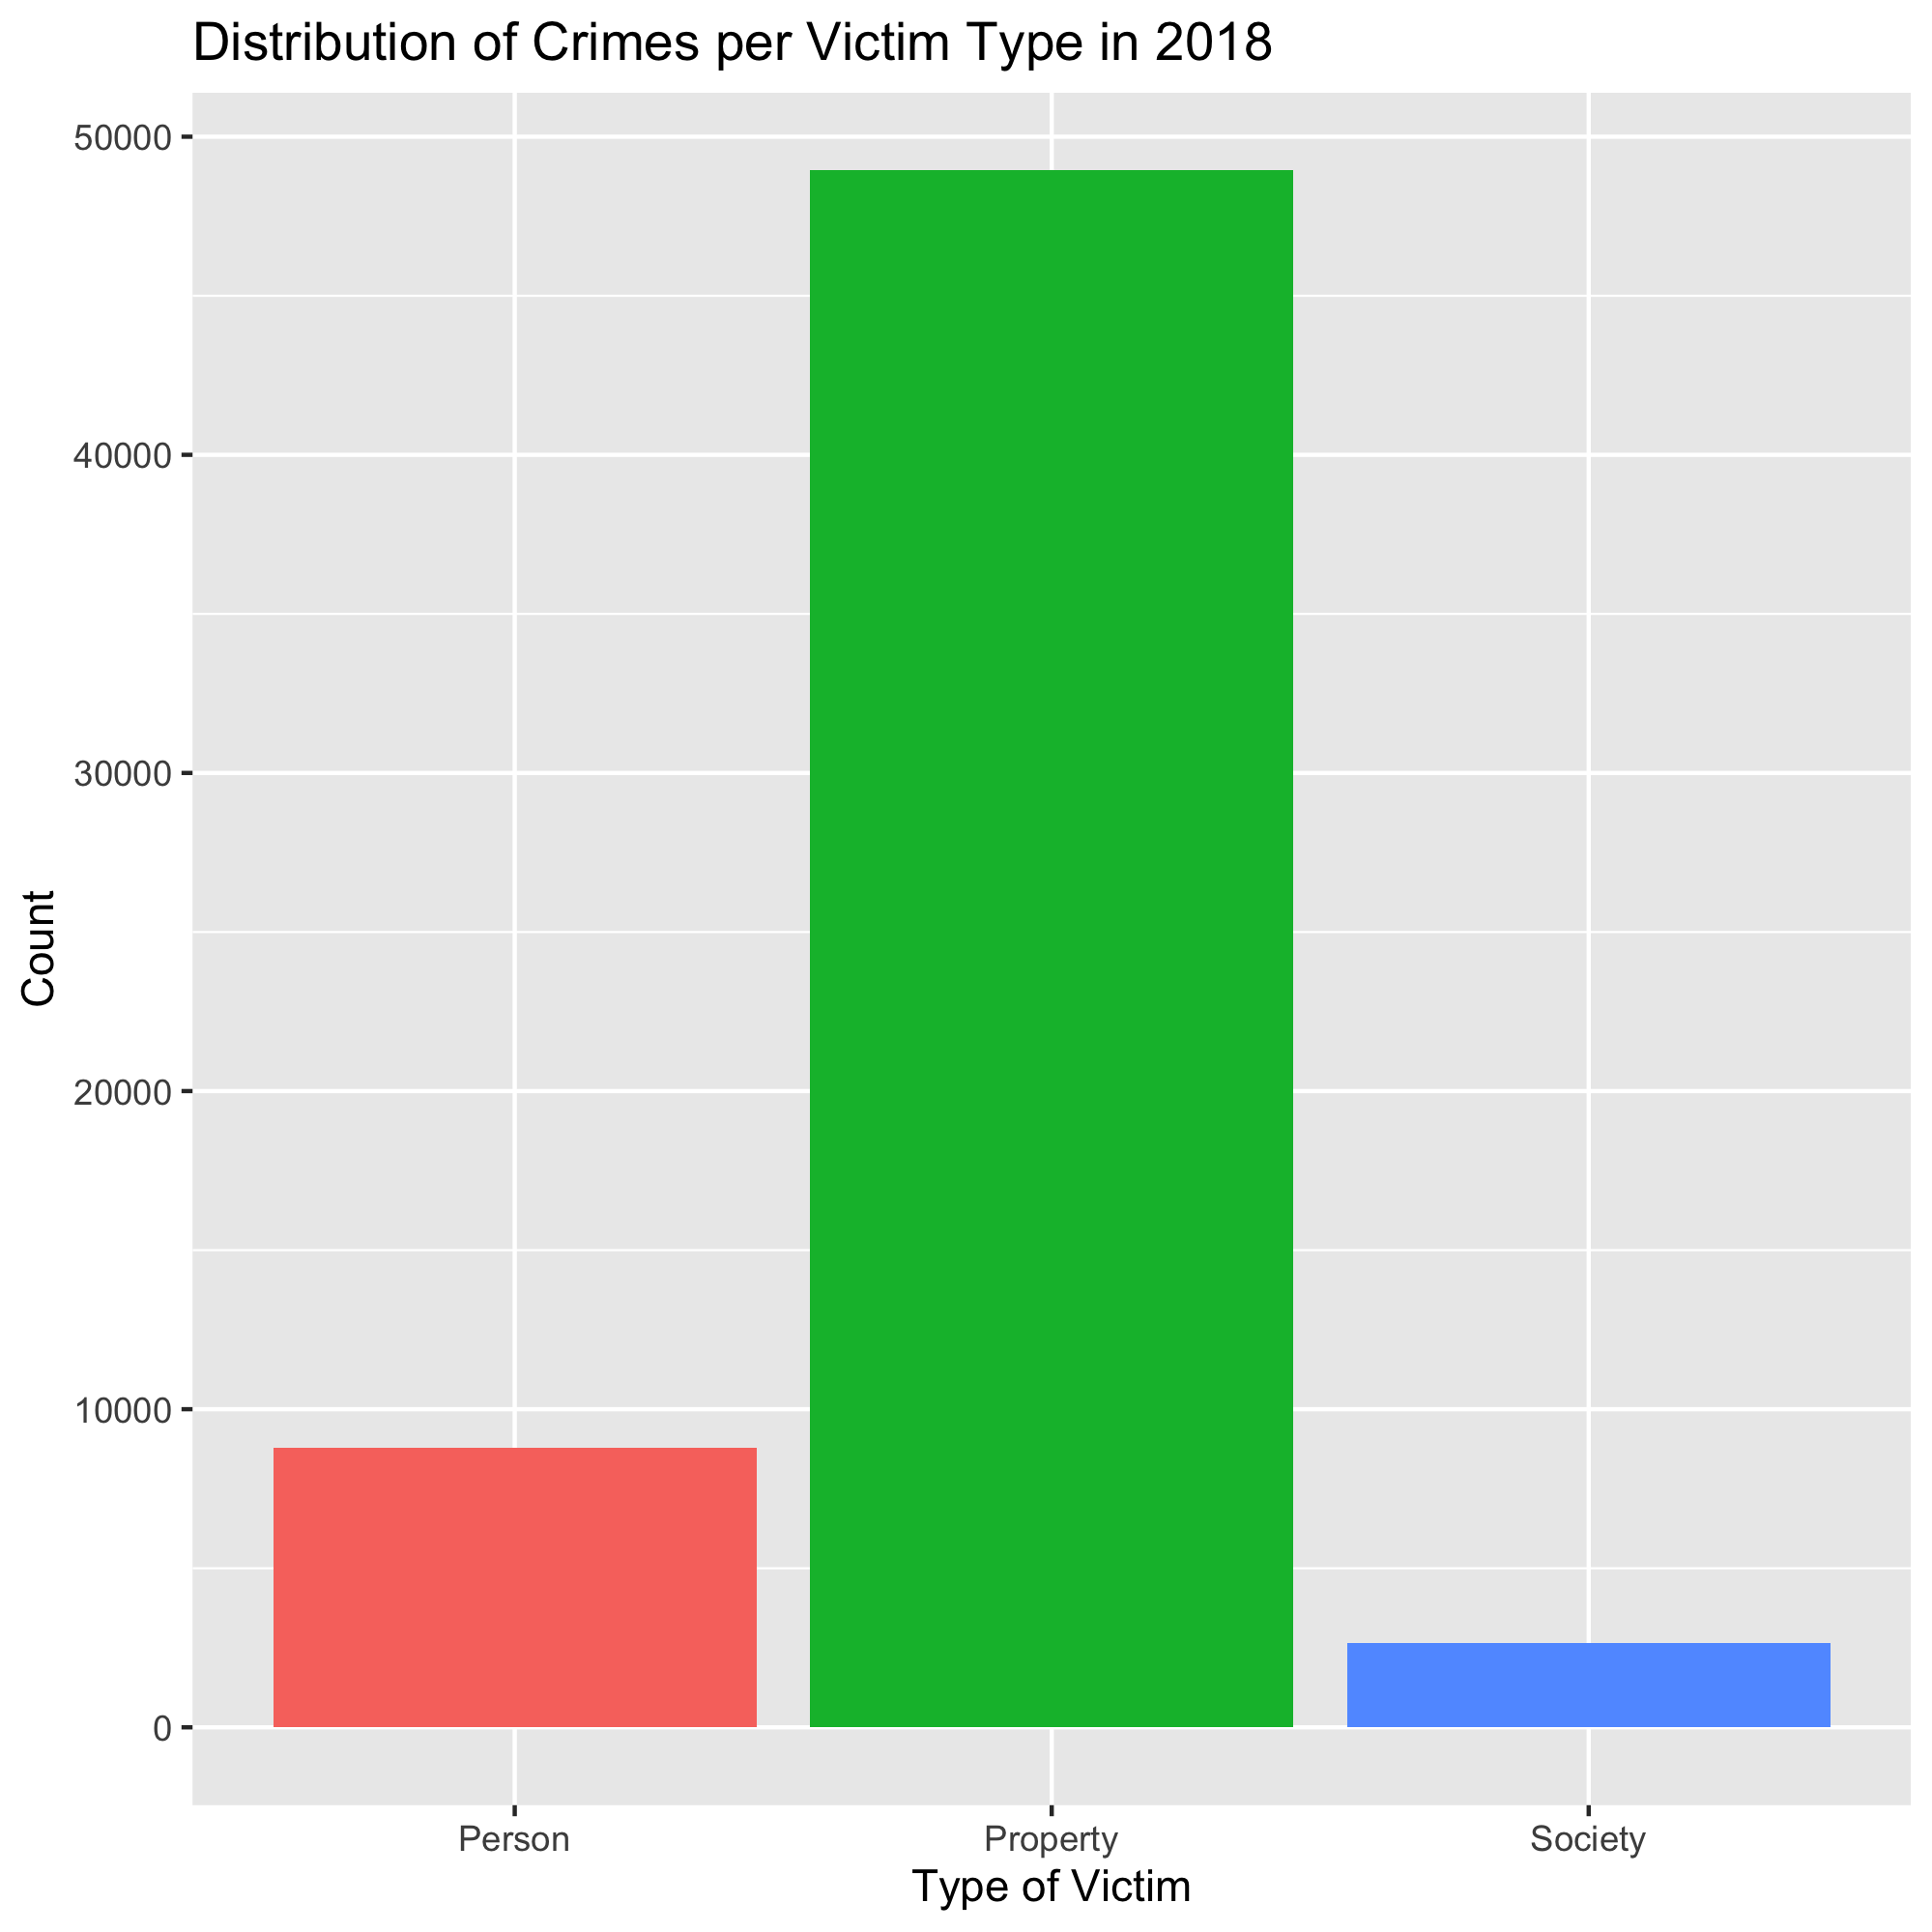 Distribution of Crimes per Victim Type in 2018
50000
40000
30000
20000
10000
0
Count
Person Property Society
Type of Victim